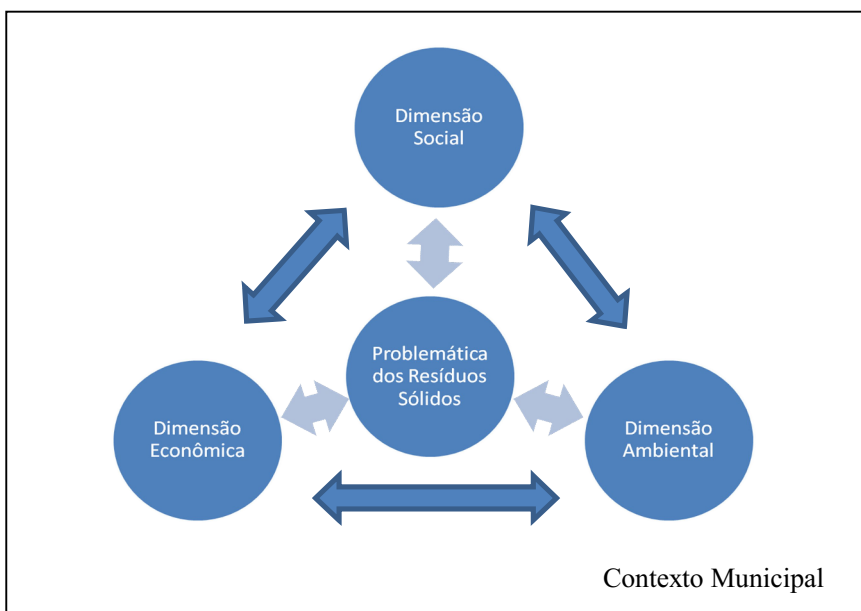 Dimensão
Social
Problemática
dos Resíduos
Sólidos
Dimensão
Econômica
Dimensão
Ambiental
Contexto Municipal